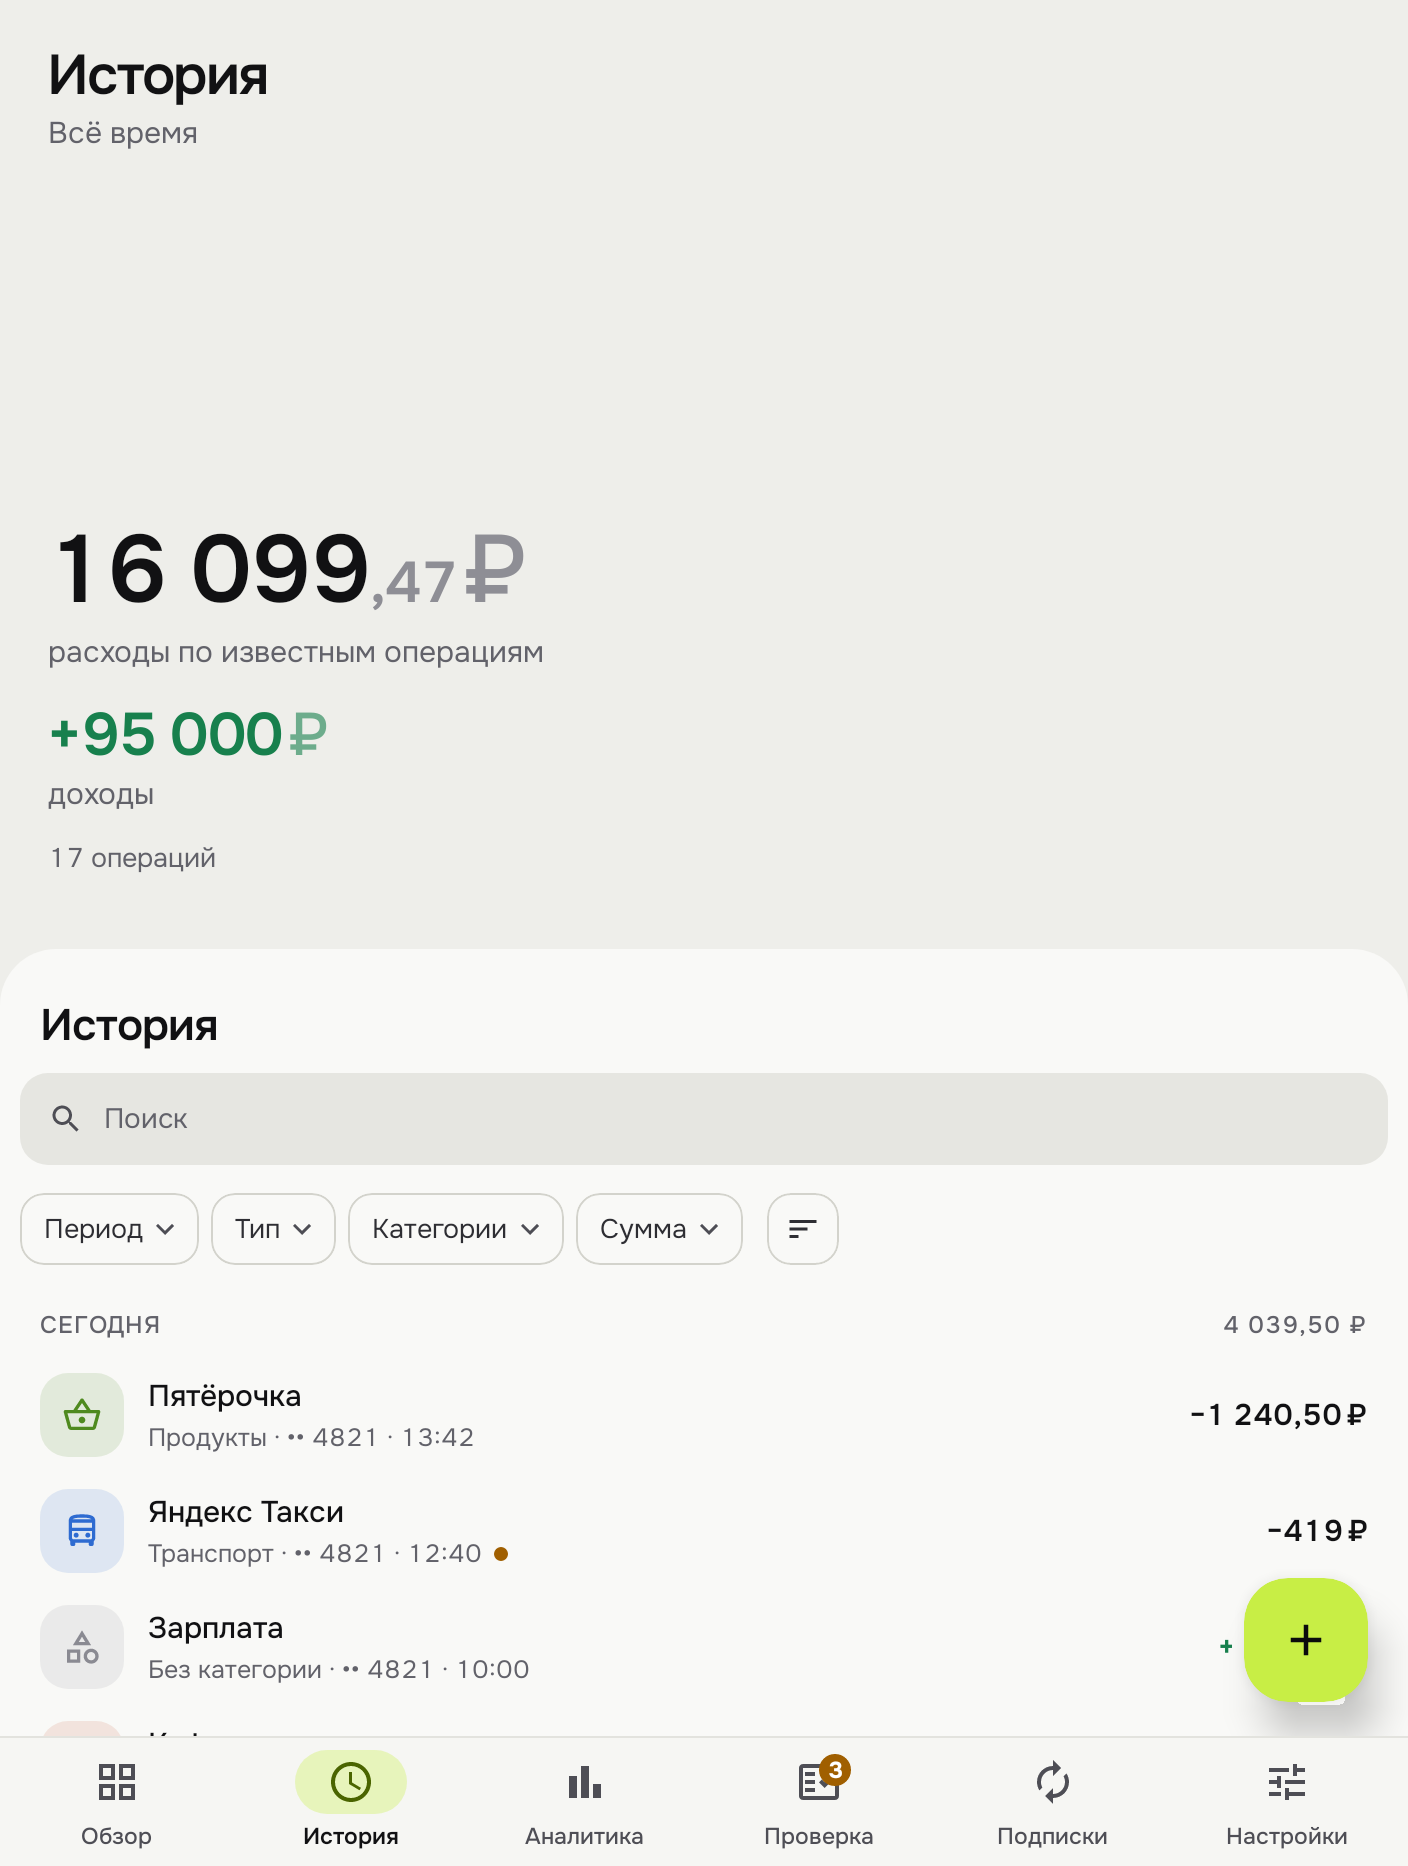 История
Всё время
16 099,47 ₽
расходы по известным операциям
+95 000 ₽
доходы
17 операций
История
Поиск
Период
Тип
Категории
Сумма
СЕГОДНЯ
4 039,50 ₽
Пятёрочка
−1 240,50 ₽
Продукты · •• 4821 · 13:42
Яндекс Такси
−419 ₽
Транспорт · •• 4821 · 12:40
Зарплата
+
Без категории · •• 4821 · 10:00
3
Обзор
История
Аналитика
Проверка
Подписки
Настройки